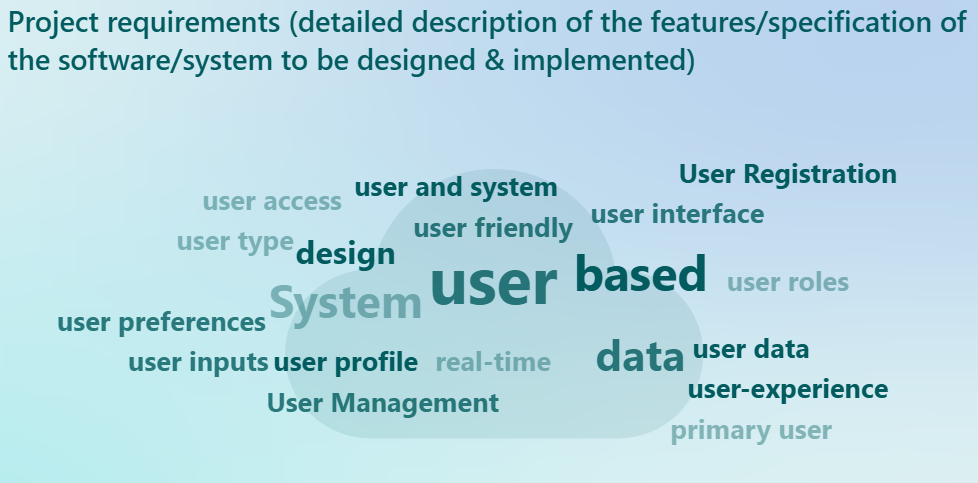 Project requirements (detailed description of the features/specification of
the software/system to be designed & implemented)
User Registration
user and system
user access
user interface
user friendly
user type
design
based
user
user roles
System
user preferences
user data
data
user inputs
user profile
real-time
user-experience
User Management
primary user